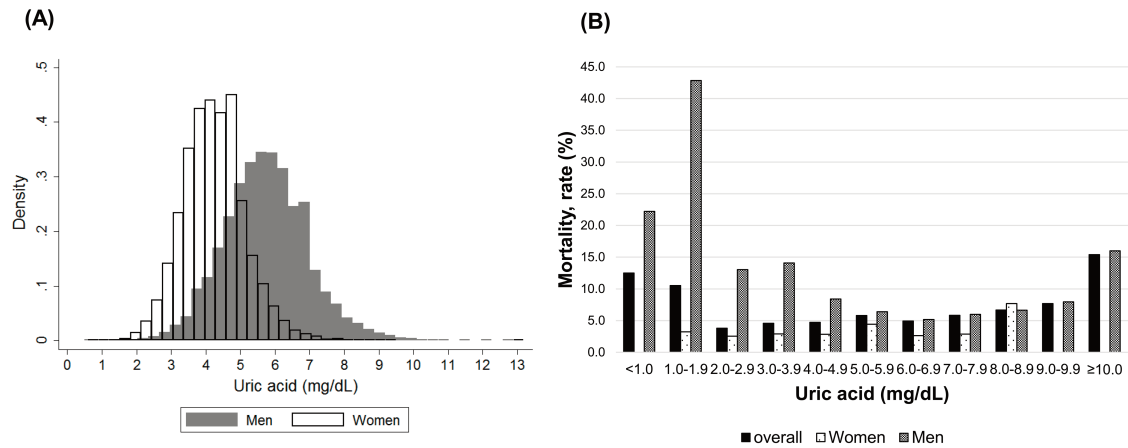 (A)
Density
.5
.4
.3
.2
.1
0
0 1 2 3 4 5 6 7 8 9 10 11 12 13
Uric acid (mg/dL)
Men Women
(B)
Mortality, rate (%)
45.0
40.0
35.0
30.0
25.0
20.0
15.0
10.0
5.0
0.0
<1.0 1.0-1.9 2.0-2.9 3.0-3.9 4.0-4.9 5.0-5.9 6.0-6.9 7.0-7.9 8.0-8.9 9.0-9.9 ≥10.0
Uric acid (mg/dL)
overall Women Men